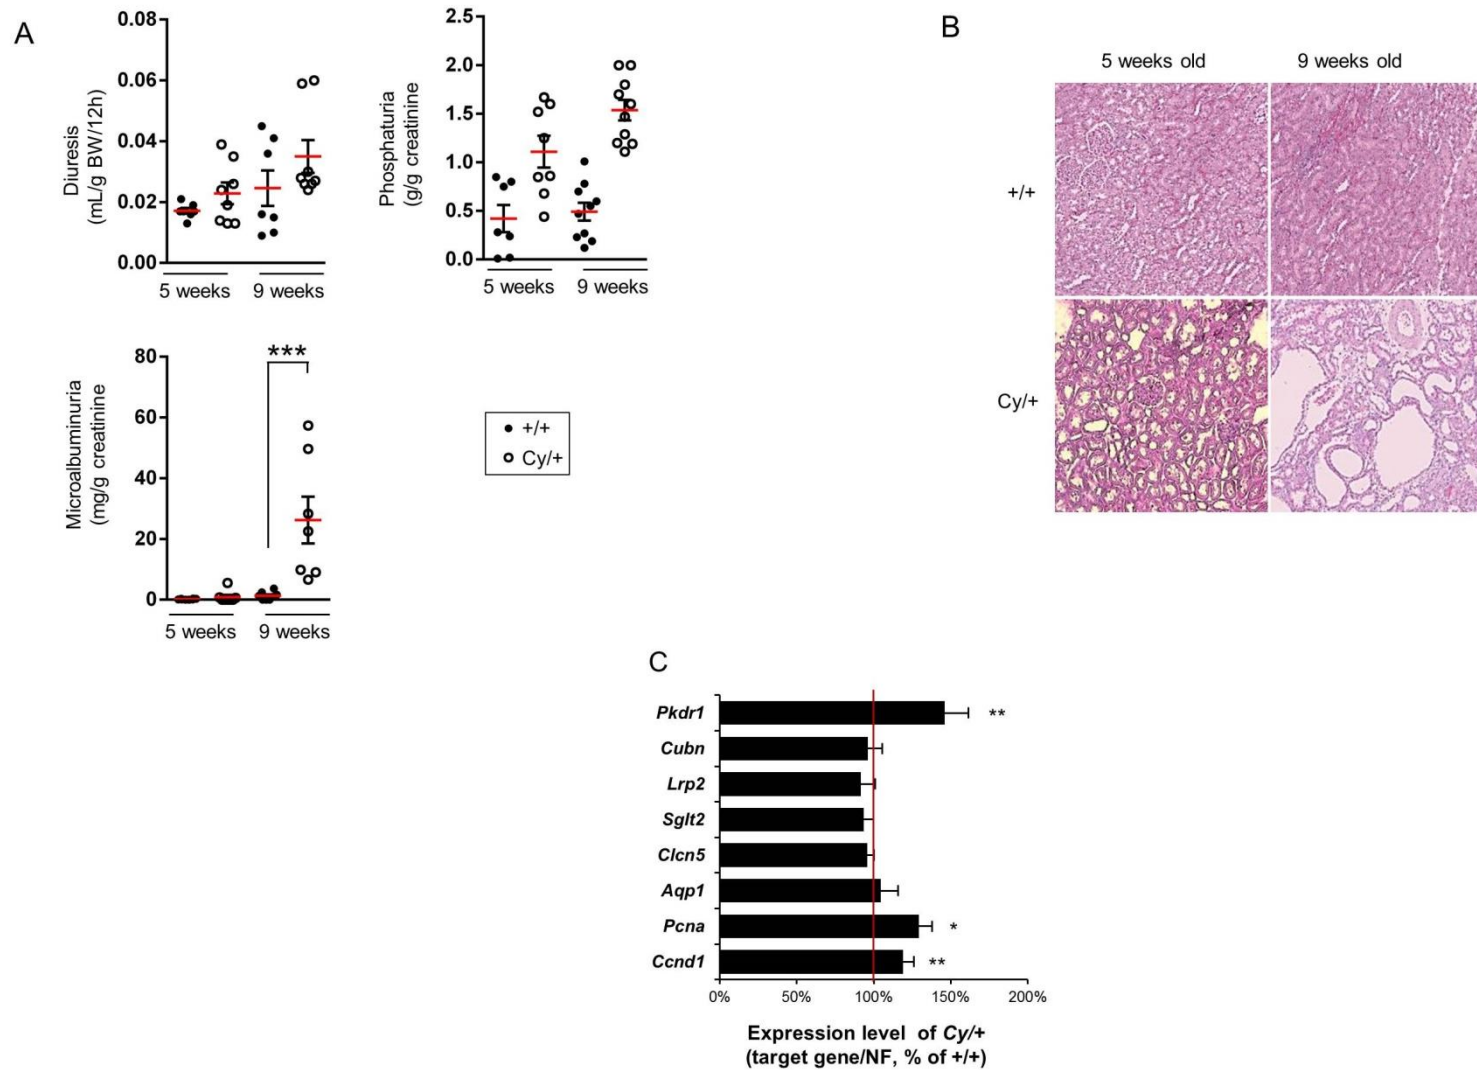 A
Diuresis
(mL/g BW/12h)
0.08
0.06
0.04
0.02
0.00
5 weeks
9 weeks
Phosphaturia
(g/g creatinine)
2.5
2.0
1.5
1.0
0.5
0.0
5 weeks
9 weeks
Microalbuminuria
(mg/g creatinine)
80
60
40
20
0
***
5 weeks
9 weeks
+/+
Cy/+
B
5 weeks old
9 weeks old
+/+
Cy/+
C
Pkdr1
**
Cubn
Lrp2
Sglt2
Clcn5
Aqp1
Pcna
*
Ccnd1
**
0%
50%
100%
150%
200%
Expression level of Cy/+
(target gene/NF, % of +/+)